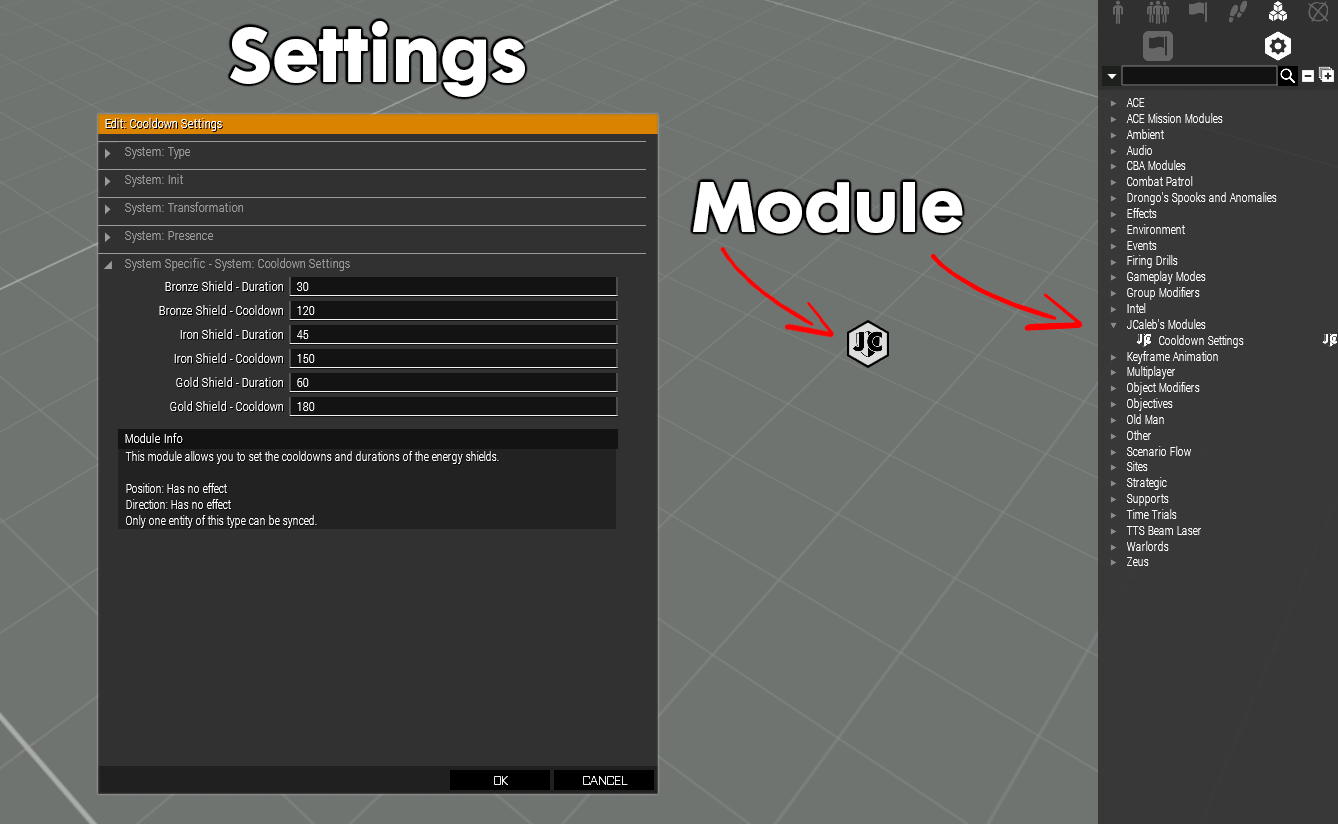 Settings
Edit: Cooldown Settings
System: Type
System: Init
System: Transformation
System: Presence
System Specific - System: Cooldown Settings
Bronze Shield - Duration 30
Bronze Shield - Cooldown 120
Iron Shield - Duration 45
Iron Shield - Cooldown 150
Gold Shield - Duration 60
Gold Shield - Cooldown 180
Module Info
This module allows you to set the cooldowns and durations of the energy shields.
Position: Has no effect
Direction: Has no effect
Only one entity of this type can be synced.
OK CANCEL
Module
JC
ACE
ACE Mission Modules
Ambient
Audio
CBA Modules
Combat Patrol
Drongo's Spooks and Anomalies
Effects
Environment
Events
Firing Drills
Gameplay Modes
Group Modifiers
Intel
JCaleb's Modules
JC Cooldown Settings JC
Keyframe Animation
Multiplayer
Object Modifiers
Objectives
Old Man
Other
Scenario Flow
Sites
Strategic
Supports
Time Trials
TTS Beam Laser
Warlords
Zeus